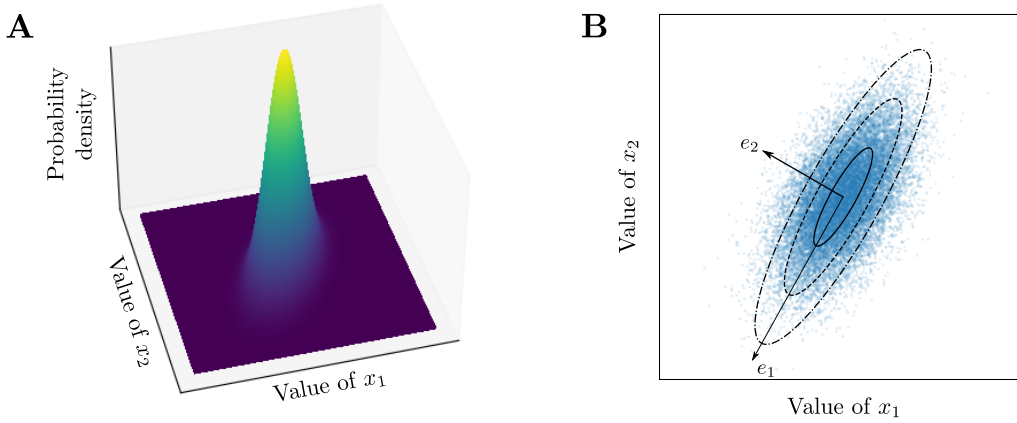 A
Probability
density
Value of x₂
Value of x₁
B
Value of x₂
e₂
e₁
Value of x₁